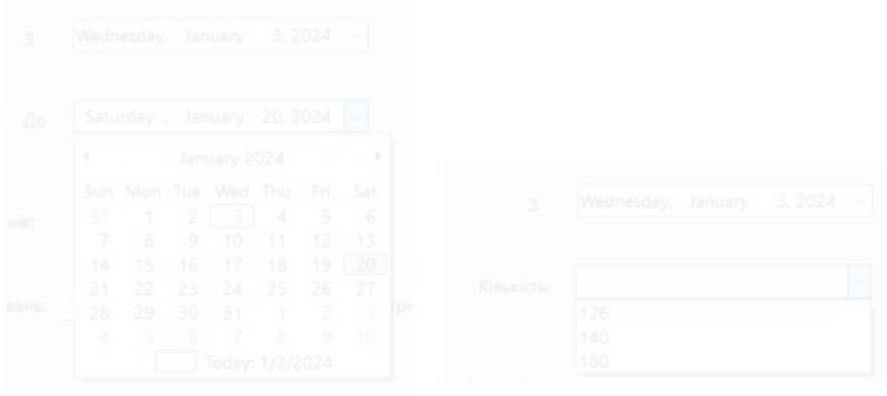 З Wednesday, January 3, 2024
До Saturday , January 20, 2024
January 2024
Sun Mon Tue Wed Thu Fri Sat
31 1 2 3 4 5 6
7 8 9 10 11 12 13
14 15 16 17 18 19 20
21 22 23 24 25 26 27
28 29 30 31 1 2 3
4 5 6 7 8 9 10
Today: 1/3/2024
нів:
вань:
грн
З Wednesday, January 3, 2024
Кількість:
126
140
180